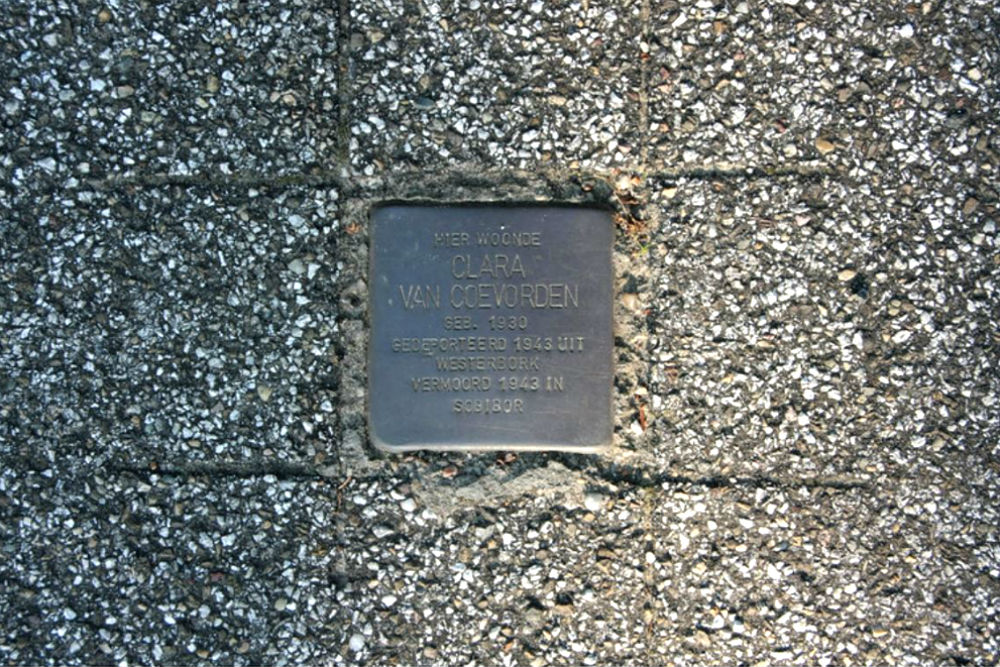 HIER WOONDE
CLARA
VAN COEVORDEN
GEB. 1930
GEDEPORTEERD 1943 UIT
WESTERBORK
VERMOORD 1943 IN
SOBIBOR